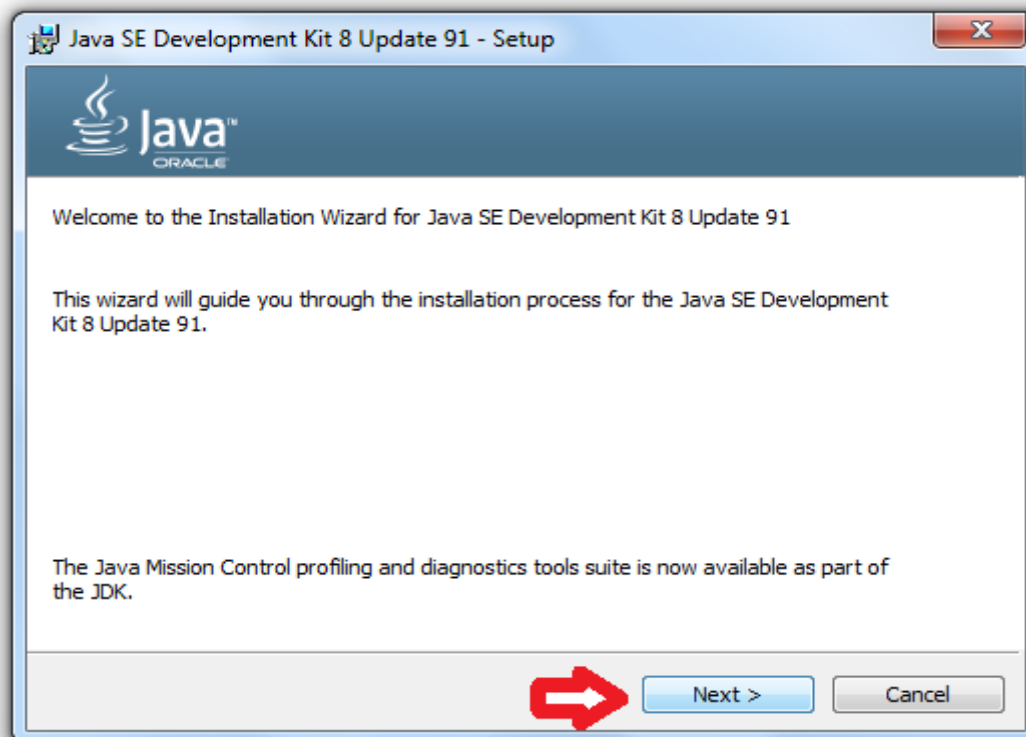 Java SE Development Kit 8 Update 91 - Setup
Java™
ORACLE
Welcome to the Installation Wizard for Java SE Development Kit 8 Update 91
This wizard will guide you through the installation process for the Java SE Development
Kit 8 Update 91.
The Java Mission Control profiling and diagnostics tools suite is now available as part of
the JDK.
Next > Cancel